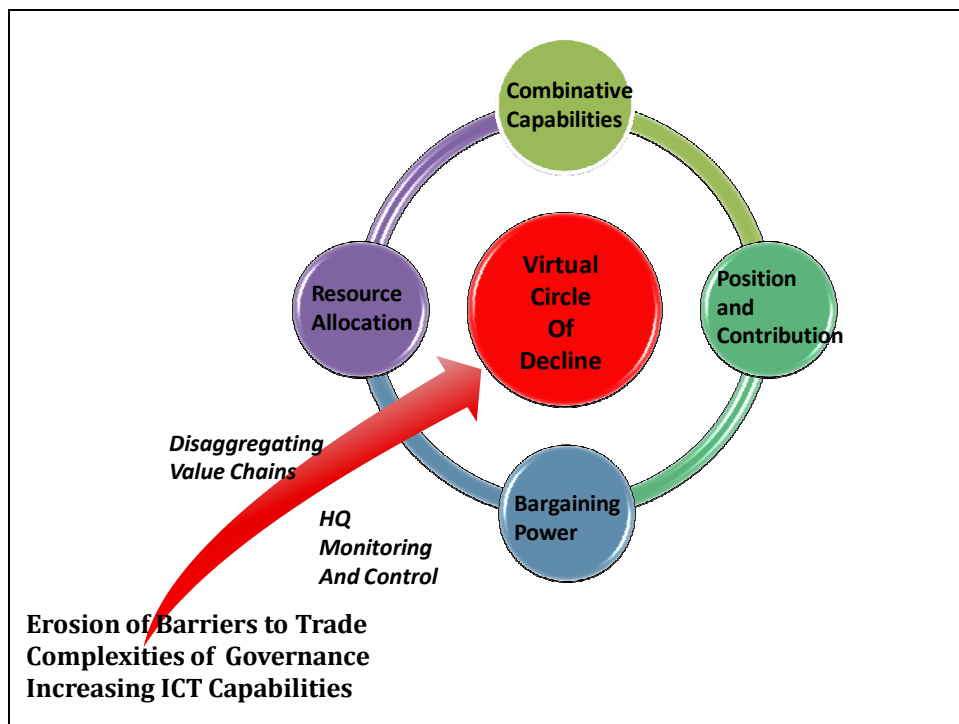 Combinative
Capabilities
Resource
Allocation
Virtual
Circle
Of
Decline
Position
and
Contribution
Disaggregating
Value Chains
HQ
Monitoring
And Control
Bargaining
Power
Erosion of Barriers to Trade
Complexities of Governance
Increasing ICT Capabilities